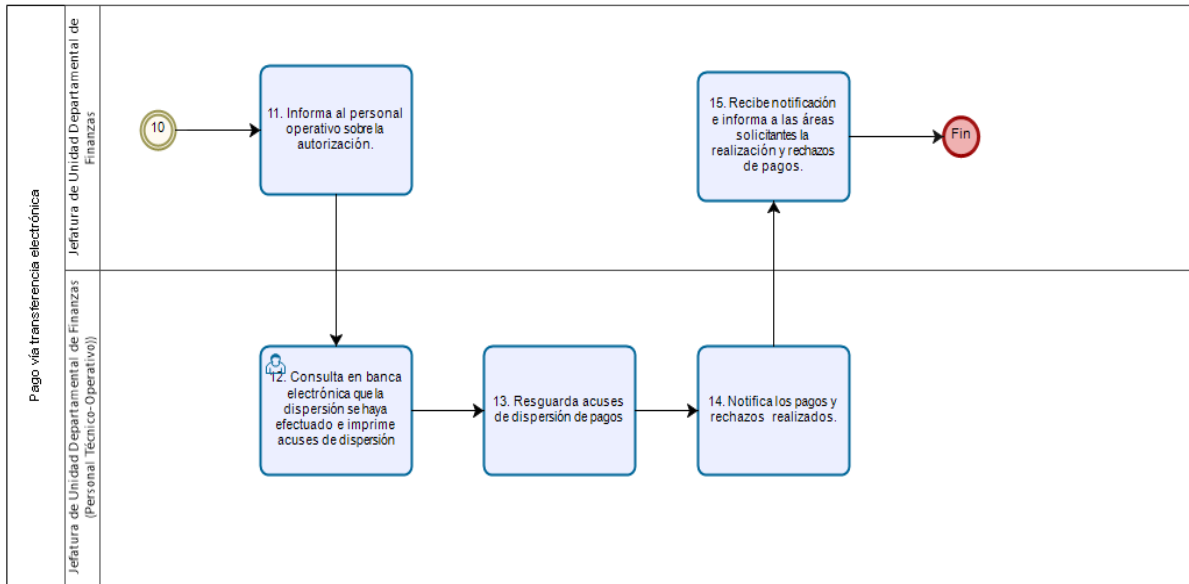 Pago vía transferencia electrónica
Jefatura de Unidad Departamental de
Finanzas
10
11. Informa al personal
operativo sobre la
autorización.
15. Recibe notificación
e informa a las áreas
solicitantes la
realización y rechazos
de pagos.
Fin
Jefatura de Unidad Departamental de Finanzas
(Personal Técnico-Operativo))
12. Consulta en banca
electrónica que la
dispersión se haya
efectuado e imprime
acuses de dispersión
13. Resguarda acuses
de dispersión de pagos
14. Notifica los pagos y
rechazos realizados.